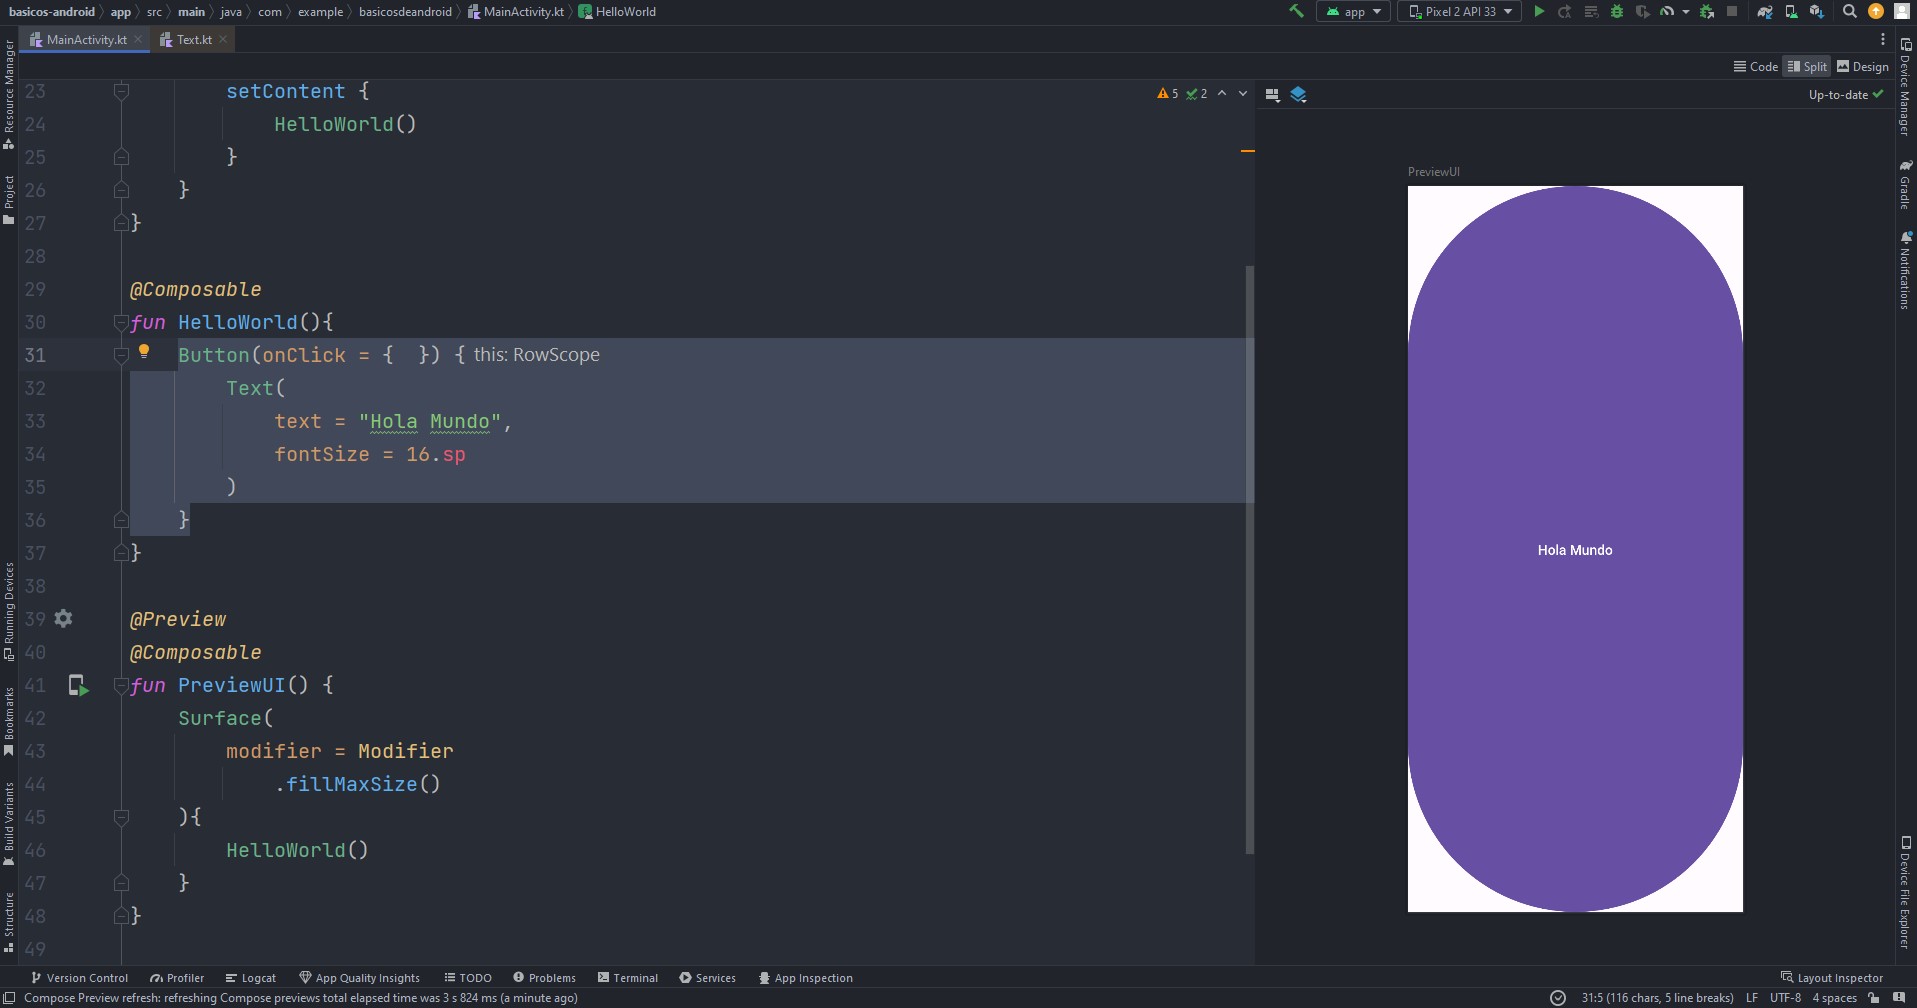 basicos-android app src main java com example basicosdeandroid MainActivity.kt HelloWorld app Pixel 2 API 33
MainActivity.kt Text.kt
Code Split Design
5 2
Up-to-date
23 setContent {
24 HelloWorld()
25 }
26 }
27 }
28
29 @Composable
30 fun HelloWorld(){
31 Button(onClick = {  }) { this: RowScope
32 Text(
33 text = "Hola Mundo",
34 fontSize = 16.sp
35 )
36 }
37 }
38
39 @Preview
40 @Composable
41 fun PreviewUI() {
42 Surface(
43 modifier = Modifier
44 .fillMaxSize()
45 ){
46 HelloWorld()
47 }
48 }
49
PreviewUI
Hola Mundo
Resource Manager
Project
Running Devices
Bookmarks
Build Variants
Structure
Device Manager
Gradle
Notifications
Device File Explorer
Version Control Profiler Logcat App Quality Insights TODO Problems Terminal Services App Inspection Layout Inspector
Compose Preview refresh: refreshing Compose previews total elapsed time was 3 s 824 ms (a minute ago) 31:5 (116 chars, 5 line breaks) LF UTF-8 4 spaces